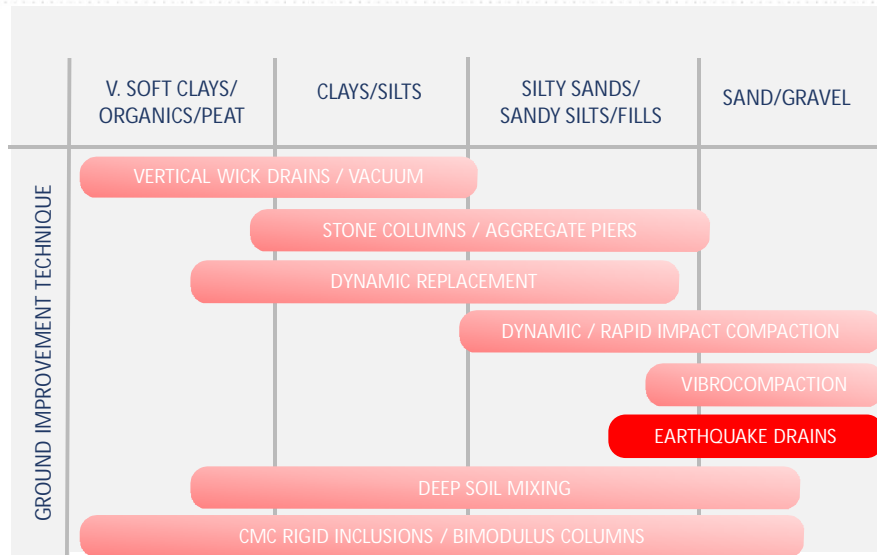 V. SOFT CLAYS/
ORGANICS/PEAT
CLAYS/SILTS
SILTY SANDS/
SANDY SILTS/FILLS
SAND/GRAVEL
GROUND IMPROVEMENT TECHNIQUE
VERTICAL WICK DRAINS / VACUUM
STONE COLUMNS / AGGREGATE PIERS
DYNAMIC REPLACEMENT
DYNAMIC / RAPID IMPACT COMPACTION
VIBROCOMPACTION
EARTHQUAKE DRAINS
DEEP SOIL MIXING
CMC RIGID INCLUSIONS / BIMODULUS COLUMNS